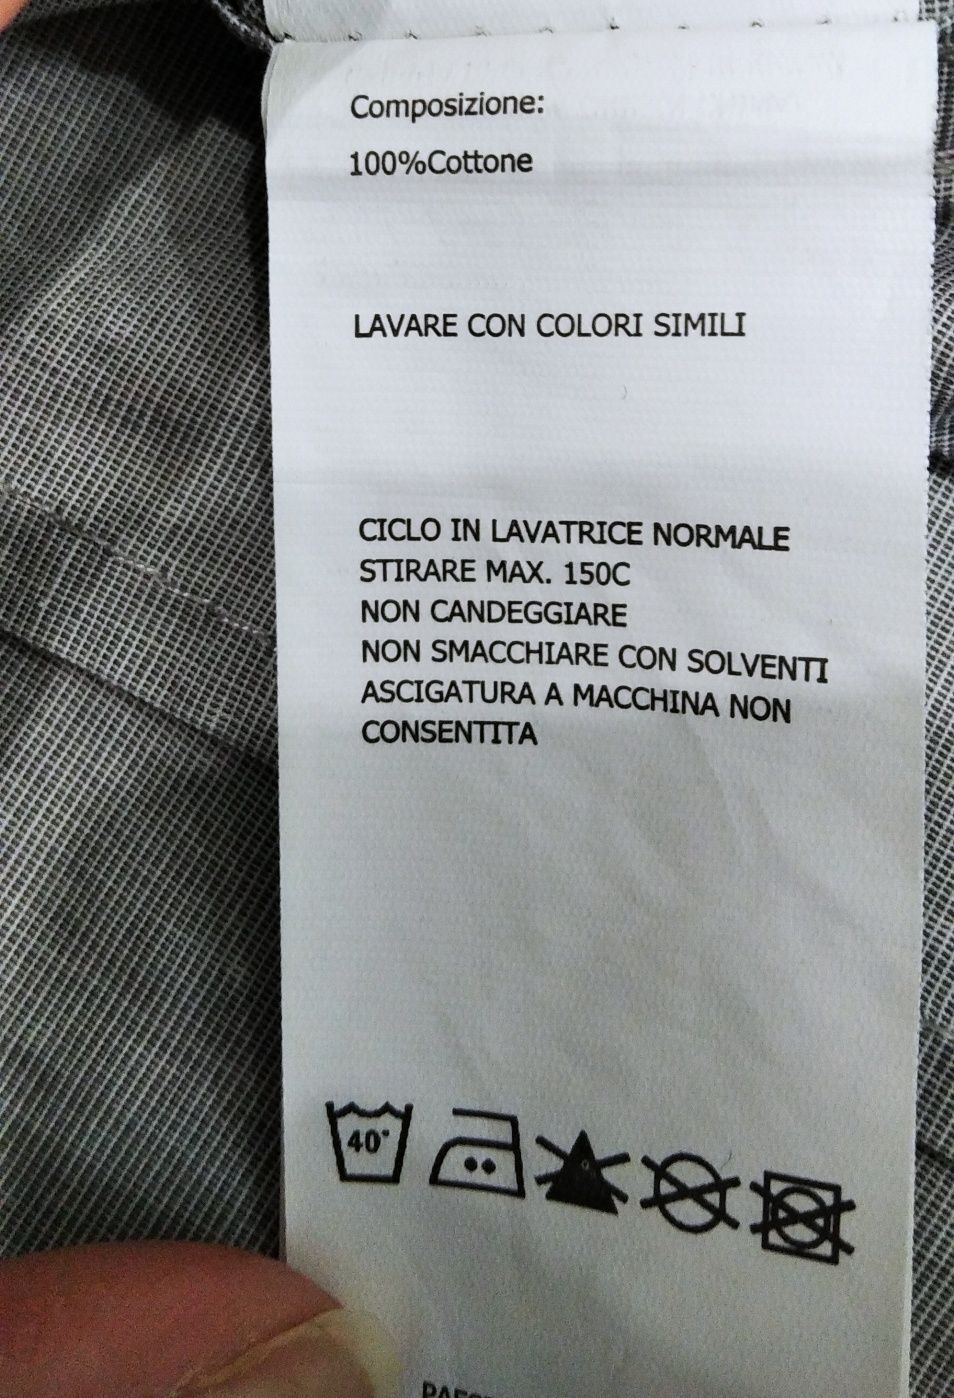 Composizione:
100%Cottone
LAVARE CON COLORI SIMILI
CICLO IN LAVATRICE NORMALE
STIRARE MAX. 150C
NON CANDEGGIARE
NON SMACCHIARE CON SOLVENTI
ASCIGATURA A MACCHINA NON
CONSENTITA
40°